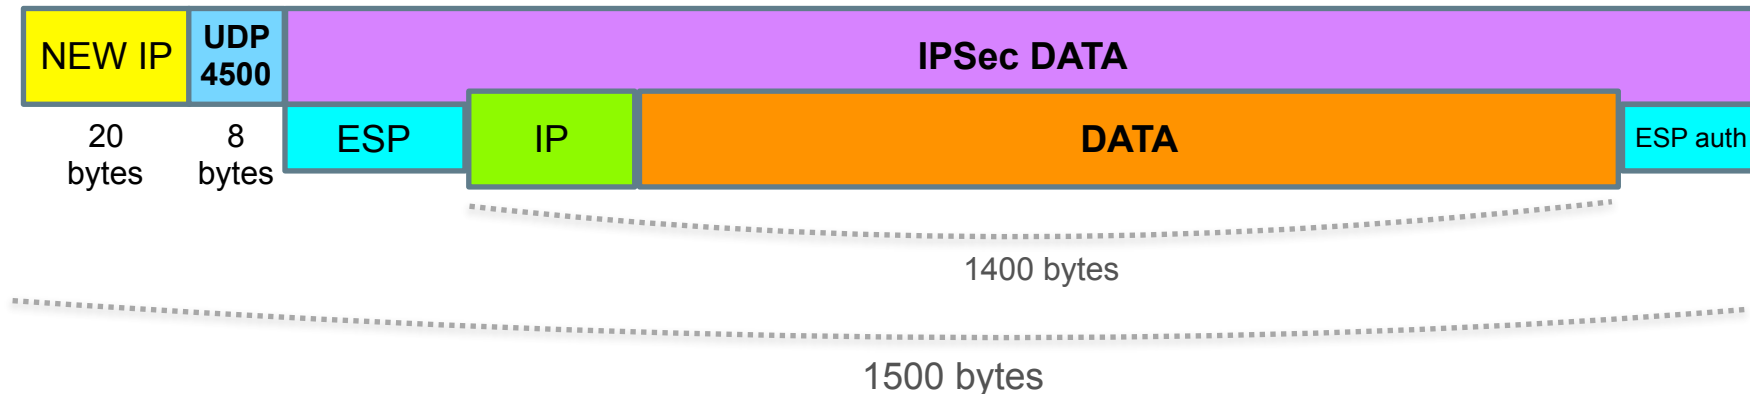 NEW IP
UDP
4500
IPSec DATA
20
bytes
8
bytes
ESP
IP
DATA
ESP auth
1400 bytes
1500 bytes